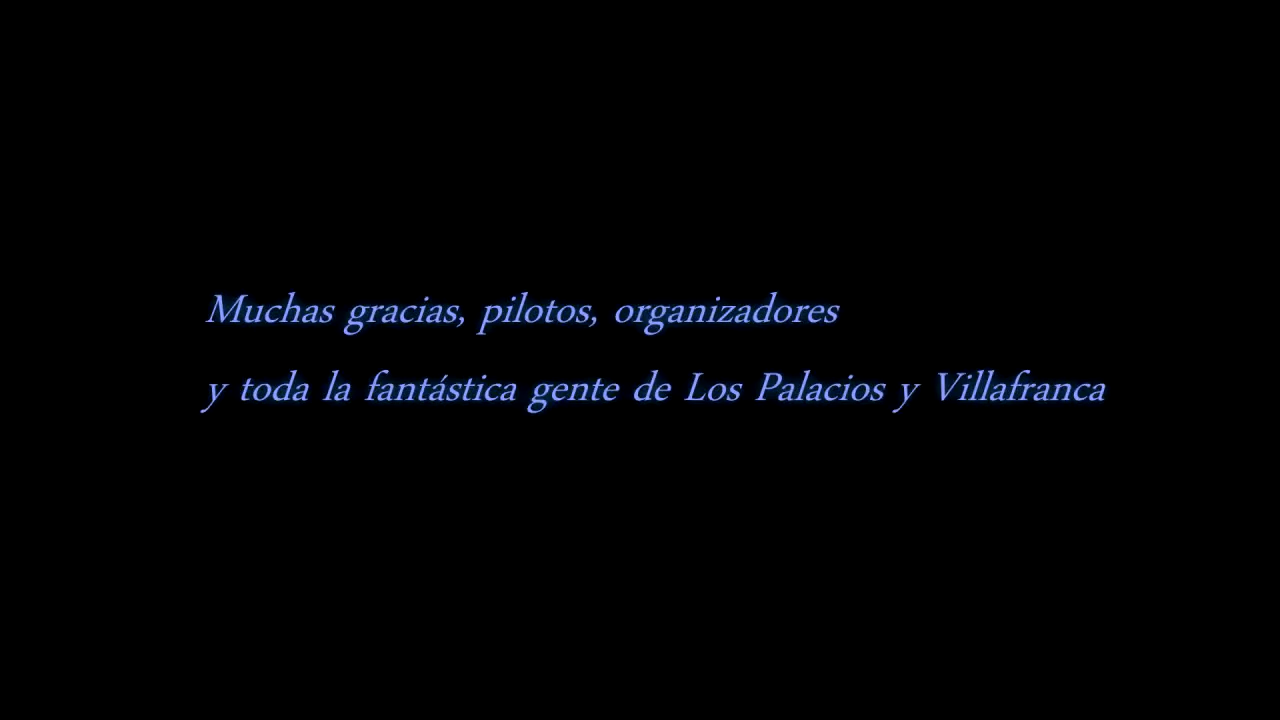 Muchas gracias, pilotos, organizadores
y toda la fantástica gente de Los Palacios y Villafranca